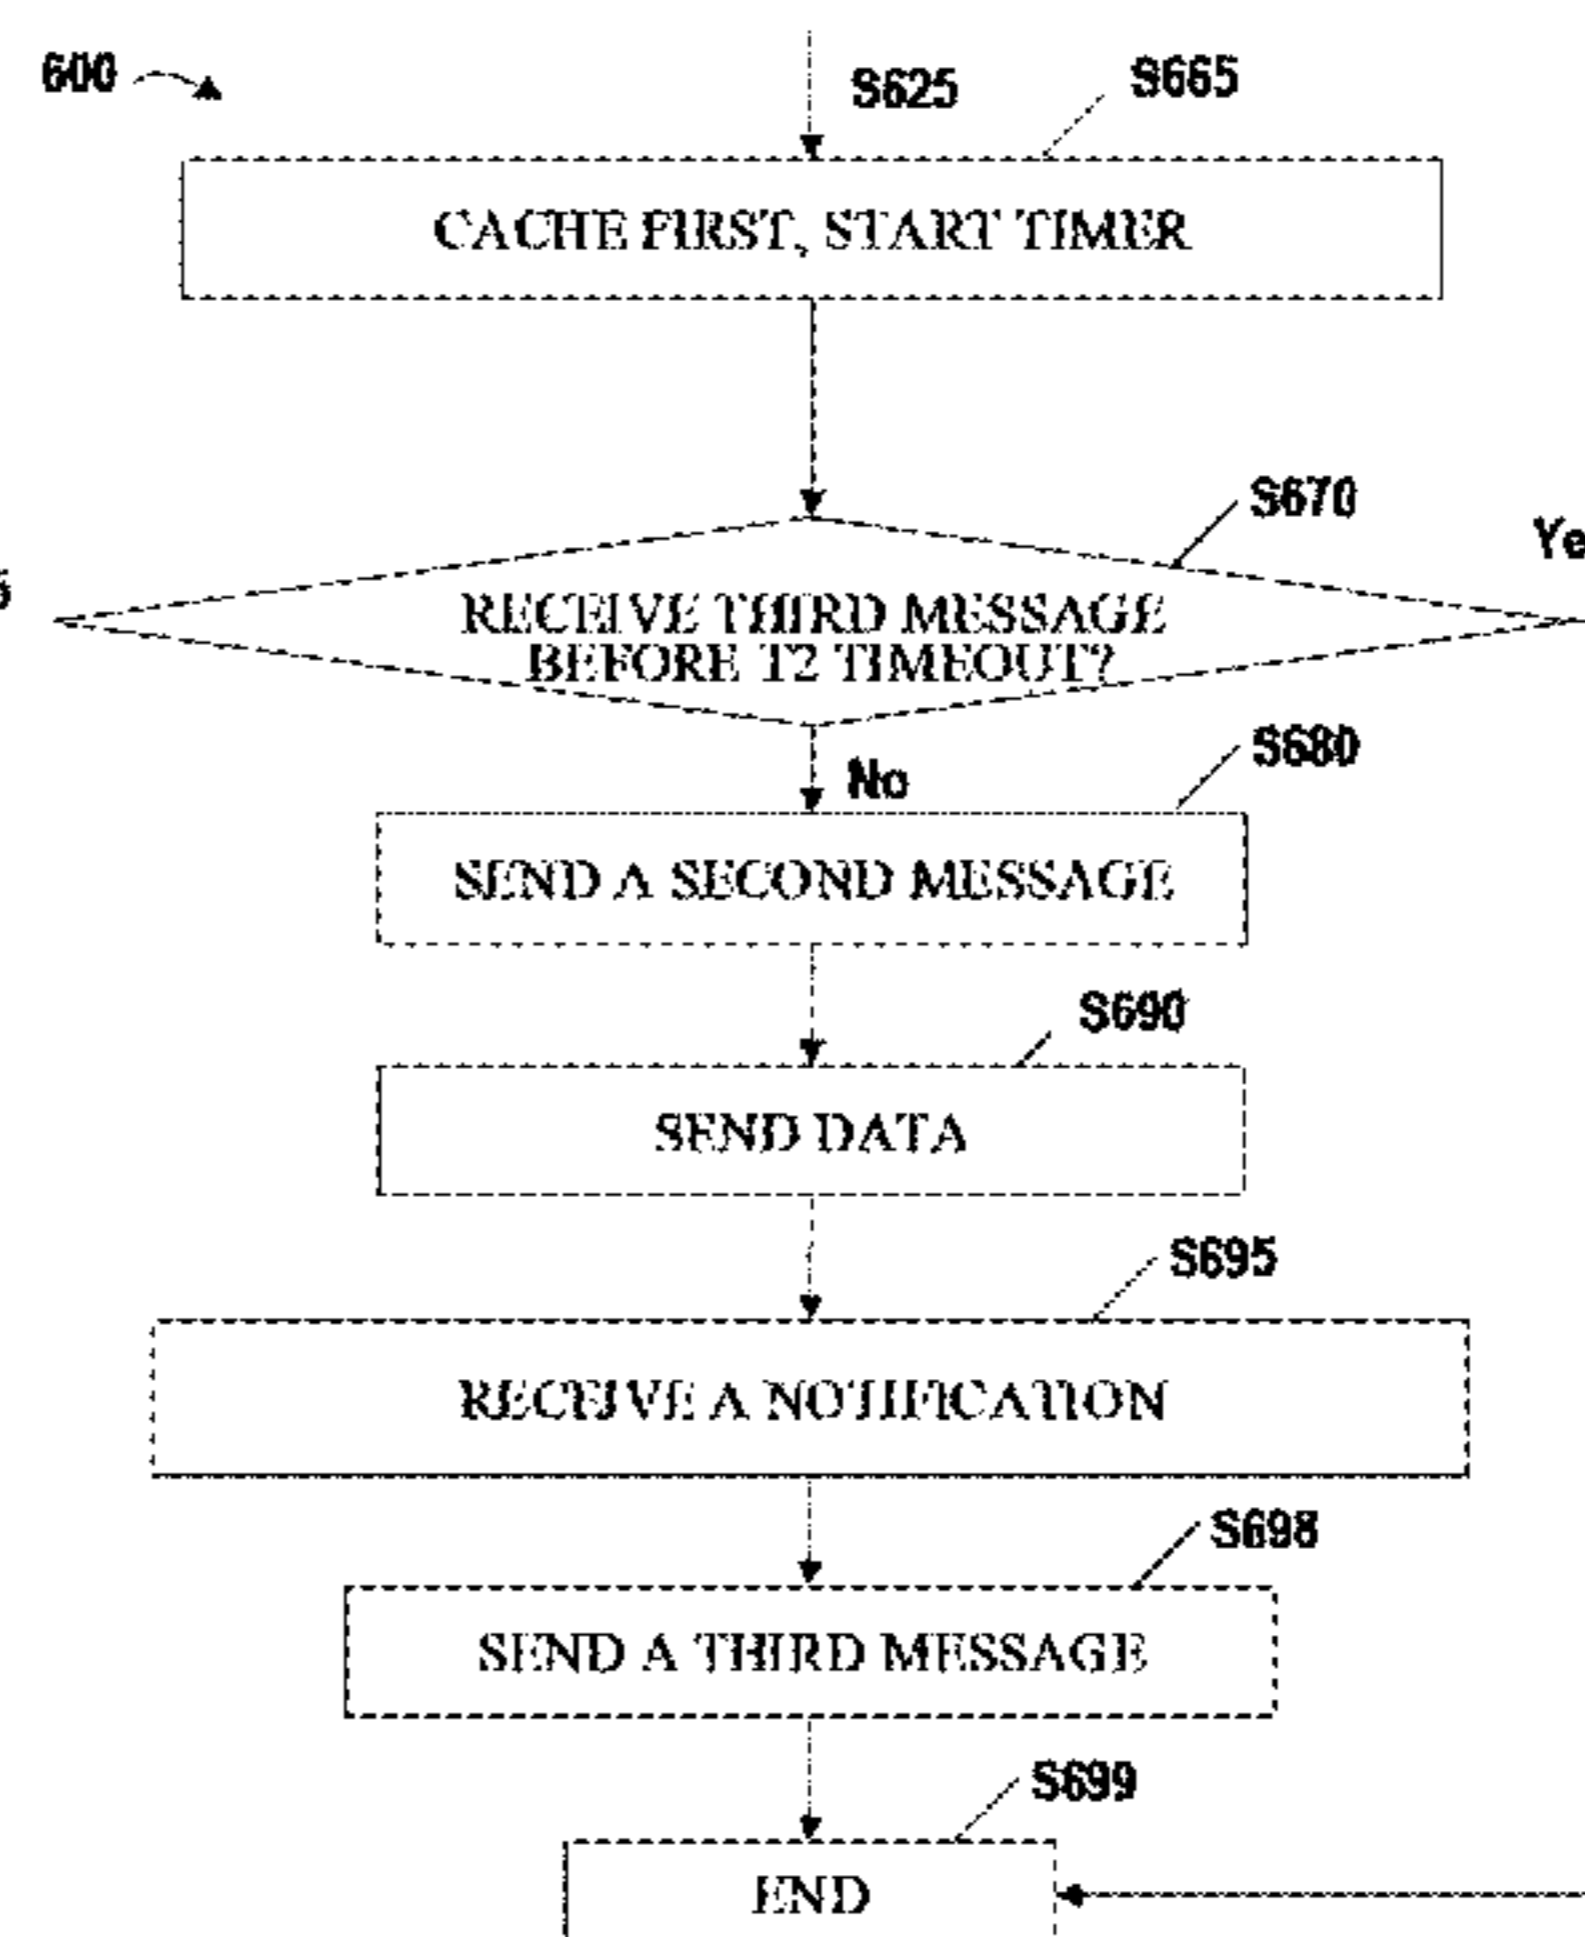 600
S625
S665
CACHE FIRST, START TIMER
S670
RECEIVE THIRD MESSAGE
BEFORE T2 TIMEOUT?
No
S680
SEND A SECOND MESSAGE
S690
SEND DATA
S695
RECEIVE A NOTIFICATION
S698
SEND A THIRD MESSAGE
S699
END